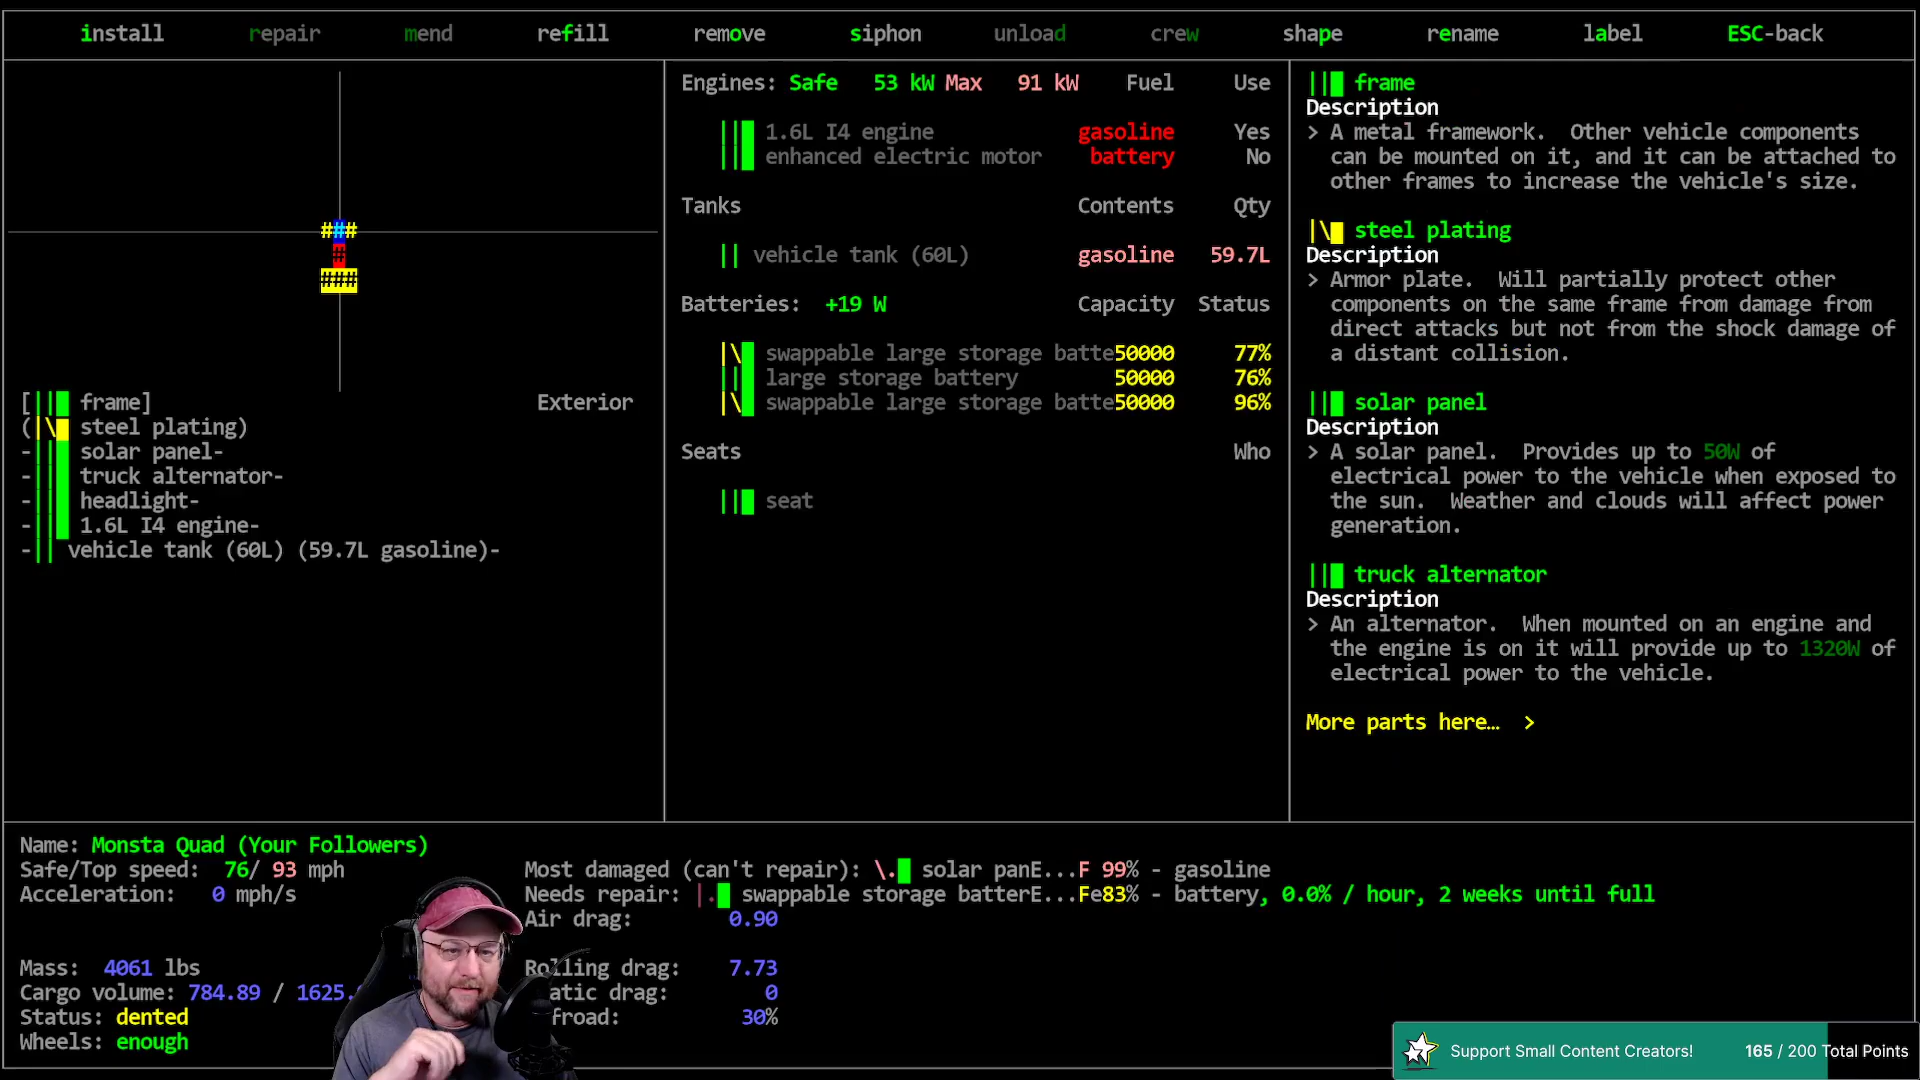 install repair mend refill remove siphon unload crew shape rename label ESC-back
[|| frame] Exterior
(|\ steel plating)
-|| solar panel-
-|| truck alternator-
-|| headlight-
-|| 1.6L I4 engine-
-|| vehicle tank (60L) (59.7L gasoline)-
Engines: Safe 53 kW Max 91 kW Fuel Use
|| 1.6L I4 engine gasoline Yes
|| enhanced electric motor battery No
Tanks Contents Qty
|| vehicle tank (60L) gasoline 59.7L
Batteries: +19 W Capacity Status
|\ swappable large storage batte50000 77%
|| large storage battery 50000 76%
|\ swappable large storage batte50000 96%
Seats Who
|| seat
|| frame
Description
> A metal framework. Other vehicle components
can be mounted on it, and it can be attached to
other frames to increase the vehicle's size.
|\ steel plating
Description
> Armor plate. Will partially protect other
components on the same frame from damage from
direct attacks but not from the shock damage of
a distant collision.
|| solar panel
Description
> A solar panel. Provides up to 50W of
electrical power to the vehicle when exposed to
the sun. Weather and clouds will affect power
generation.
|| truck alternator
Description
> An alternator. When mounted on an engine and
the engine is on it will provide up to 1320W of
electrical power to the vehicle.
More parts here… >
Name: Monsta Quad (Your Followers)
Safe/Top speed: 76/ 93 mph
Acceleration: 0 mph/s
Mass: 4061 lbs
Cargo volume: 784.89 / 1625.
Status: dented
Wheels: enough
Most damaged (can't repair): \. solar panE...F 99% - gasoline
Needs repair: |. swappable storage batterE...Fe83% - battery, 0.0% / hour, 2 weeks until full
Air drag: 0.90
Rolling drag: 7.73
atic drag: 0
froad: 30%
Support Small Content Creators! 165 / 200 Total Points